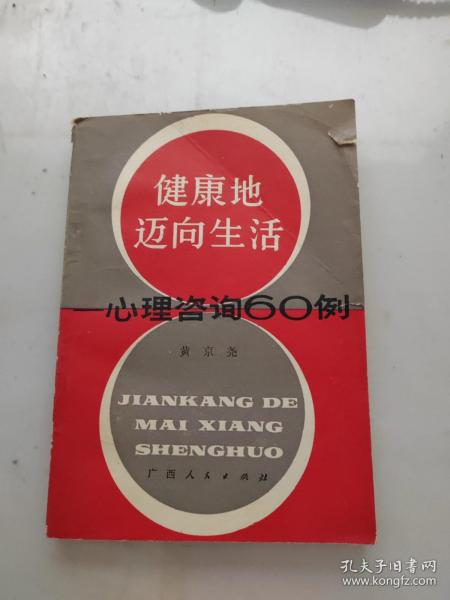 健康地
迈向生活
—心理咨询60例
黄京尧
JIANKANG DE
MAI XIANG
SHENGHUO
广西人民出版社
孔夫子旧书网
www.kongfz.com